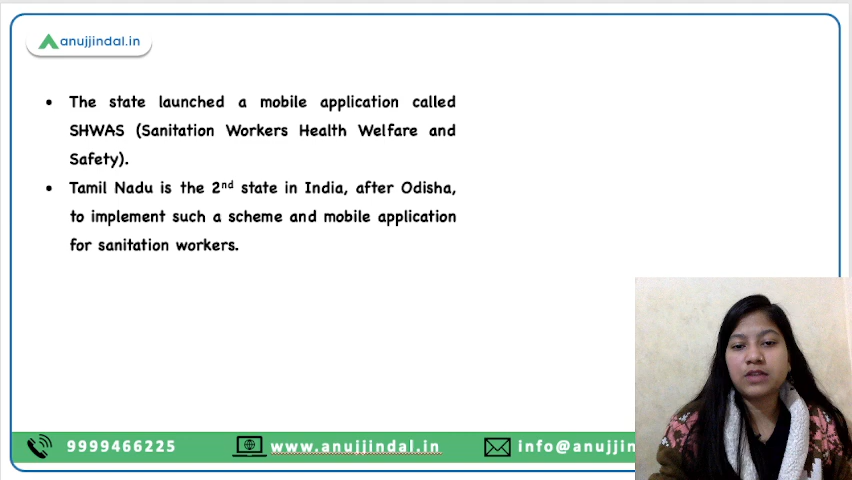 anujjindal.in
• The state launched a mobile application called
SHWAS (Sanitation Workers Health Welfare and
Safety).
• Tamil Nadu is the 2nd state in India, after Odisha,
to implement such a scheme and mobile application
for sanitation workers.
9999466225 www.anujjindal.in info@anujjin